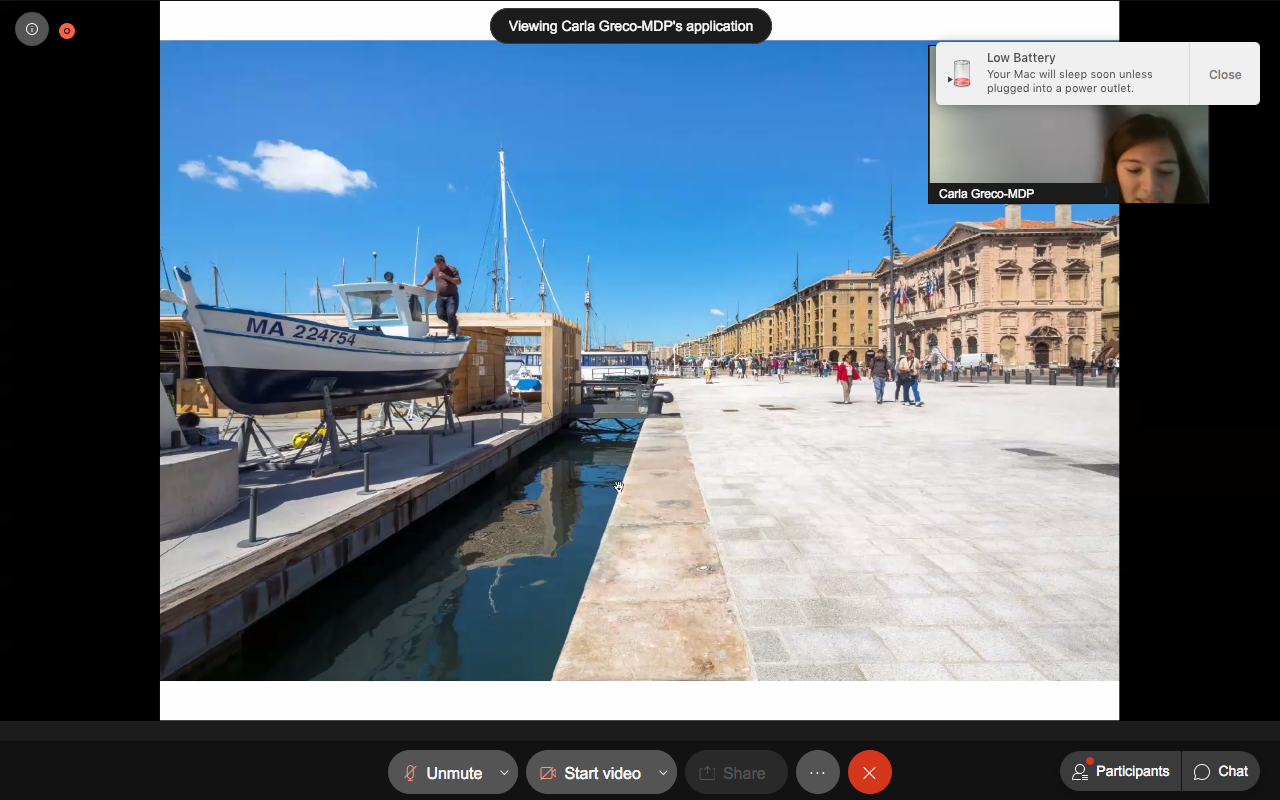 Viewing Carla Greco-MDP's application
Low Battery
Your Mac will sleep soon unless
plugged into a power outlet.
Close
Carla Greco-MDP
MA 224754
Unmute
Start video
Share
Participants
Chat